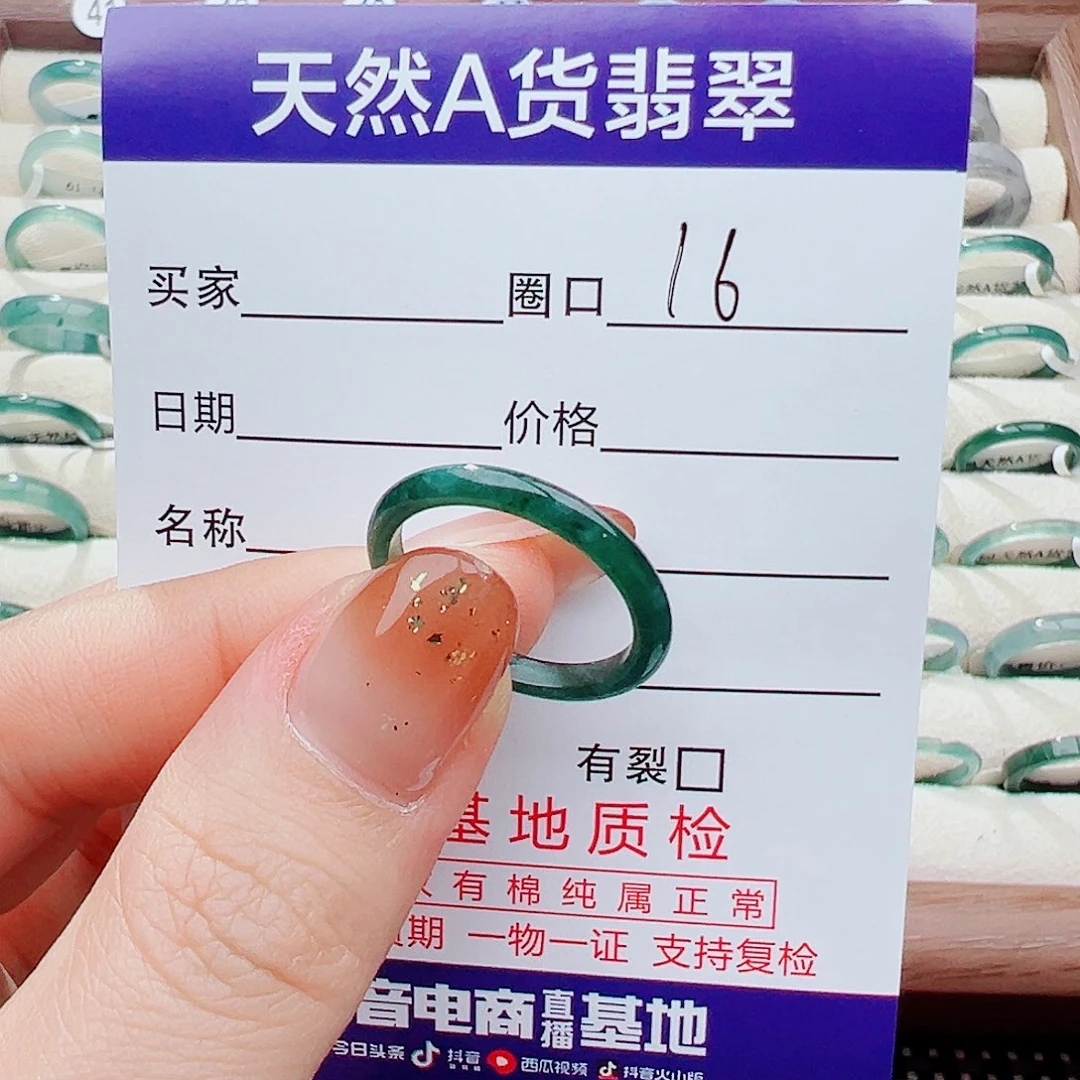 天然A货翡翠
买家 圈口 16
日期 价格
名称
有裂
基地质检
有棉纯属正常
期 一物一证 支持复检
音电商直播基地
今日头条 抖音 西瓜视频 抖音火山版